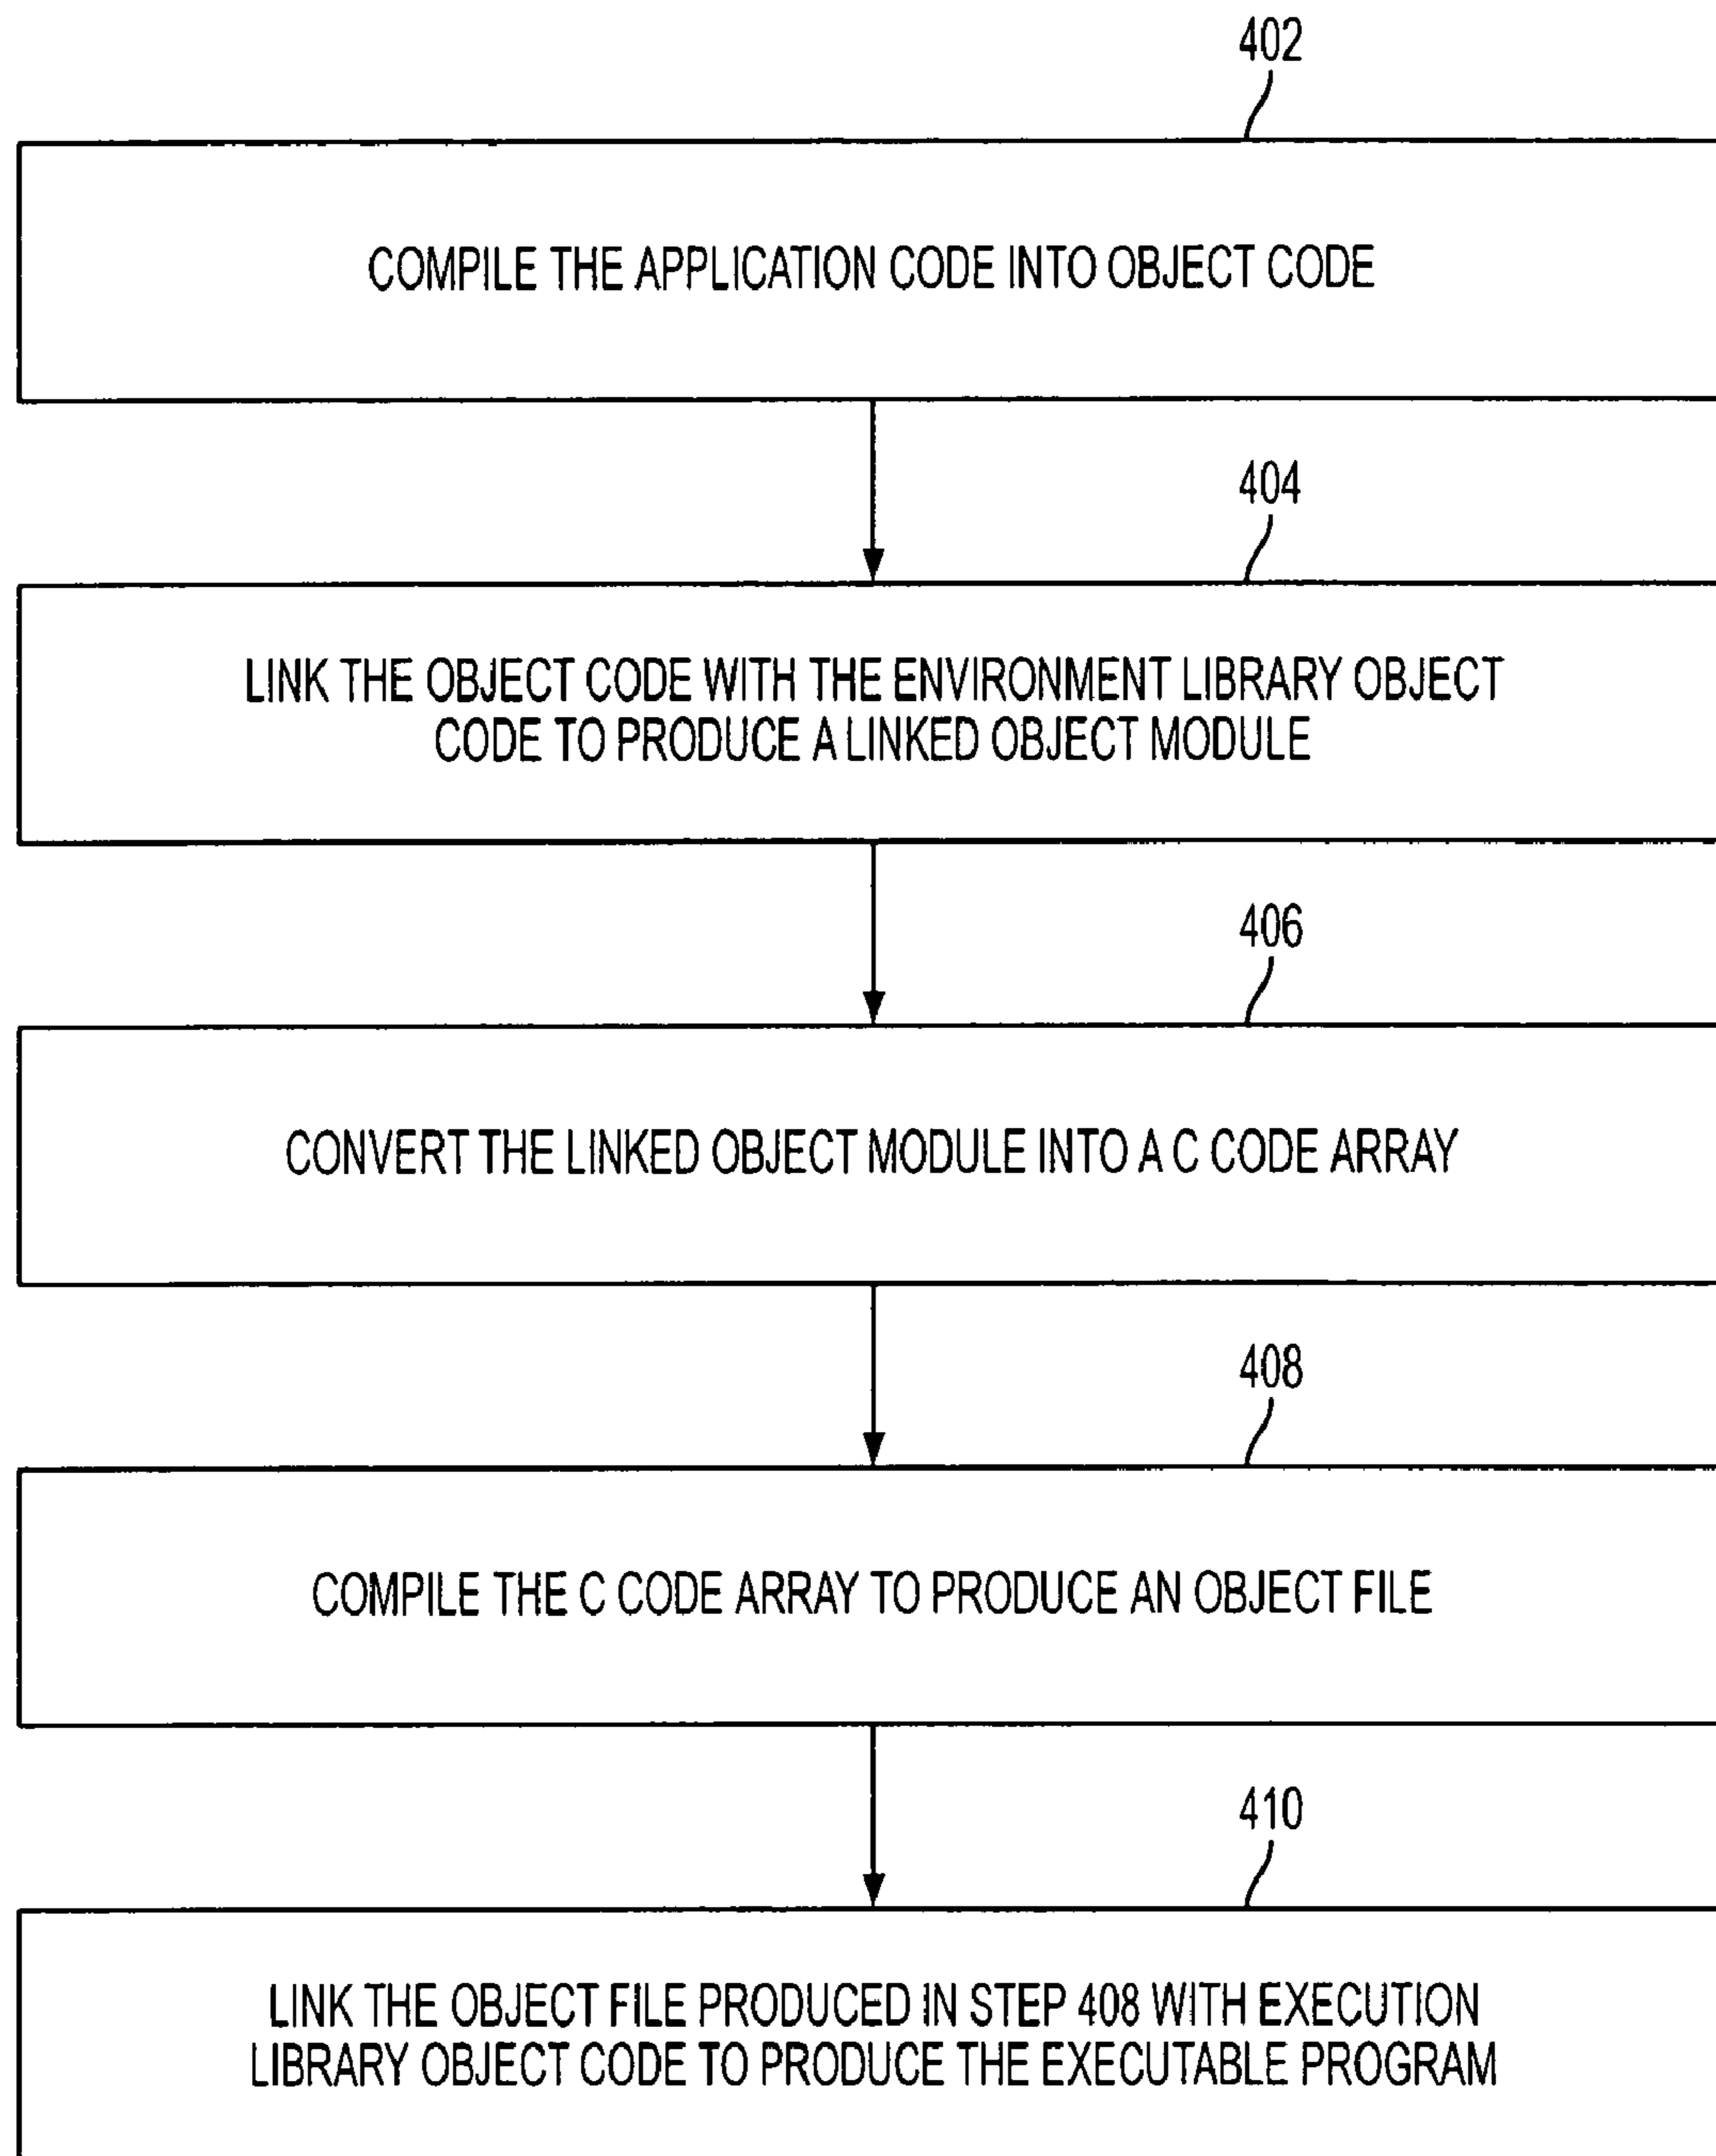 402
COMPILE THE APPLICATION CODE INTO OBJECT CODE
404
LINK THE OBJECT CODE WITH THE ENVIRONMENT LIBRARY OBJECT
CODE TO PRODUCE A LINKED OBJECT MODULE
406
CONVERT THE LINKED OBJECT MODULE INTO A C CODE ARRAY
408
COMPILE THE C CODE ARRAY TO PRODUCE AN OBJECT FILE
410
LINK THE OBJECT FILE PRODUCED IN STEP 408 WITH EXECUTION
LIBRARY OBJECT CODE TO PRODUCE THE EXECUTABLE PROGRAM